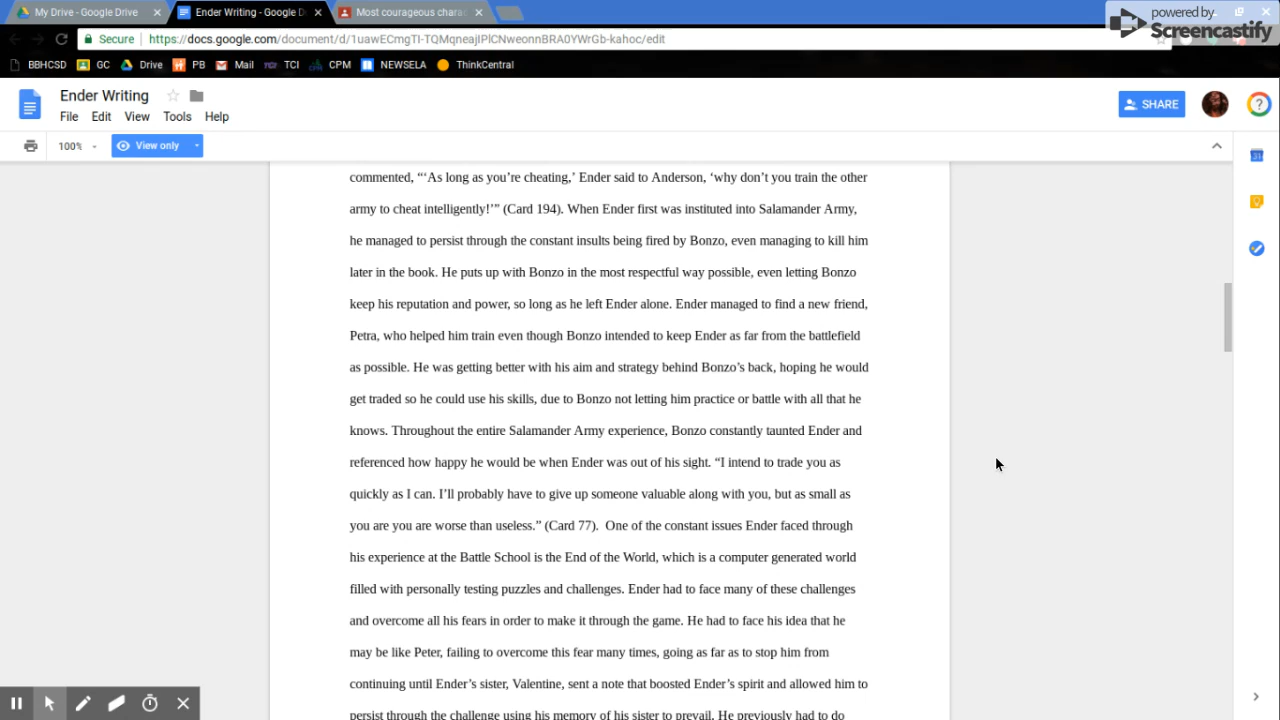 My Drive - Google Drive
Ender Writing - Google D
Most courageous chara
powered by
Screencastify
Secure
https://docs.google.com/document/d/1uawECmgTI-TQMqneajIPlCNweonnBRA0YWrGb-kahoc/edit
BBHCSD GC Drive PB Mail TCI CPM NEWSELA ThinkCentral
Ender Writing
SHARE
File Edit View Tools Help
100% View only
commented, “‘As long as you’re cheating,’ Ender said to Anderson, ‘why don’t you train the other
army to cheat intelligently!’” (Card 194). When Ender first was instituted into Salamander Army,
he managed to persist through the constant insults being fired by Bonzo, even managing to kill him
later in the book. He puts up with Bonzo in the most respectful way possible, even letting Bonzo
keep his reputation and power, so long as he left Ender alone. Ender managed to find a new friend,
Petra, who helped him train even though Bonzo intended to keep Ender as far from the battlefield
as possible. He was getting better with his aim and strategy behind Bonzo’s back, hoping he would
get traded so he could use his skills, due to Bonzo not letting him practice or battle with all that he
knows. Throughout the entire Salamander Army experience, Bonzo constantly taunted Ender and
referenced how happy he would be when Ender was out of his sight. “I intend to trade you as
quickly as I can. I’ll probably have to give up someone valuable along with you, but as small as
you are you are worse than useless.” (Card 77).  One of the constant issues Ender faced through
his experience at the Battle School is the End of the World, which is a computer generated world
filled with personally testing puzzles and challenges. Ender had to face many of these challenges
and overcome all his fears in order to make it through the game. He had to face his idea that he
may be like Peter, failing to overcome this fear many times, going as far as to stop him from
continuing until Ender’s sister, Valentine, sent a note that boosted Ender’s spirit and allowed him to
persist through the challenge using his memory of his sister to prevail. He previously had to do